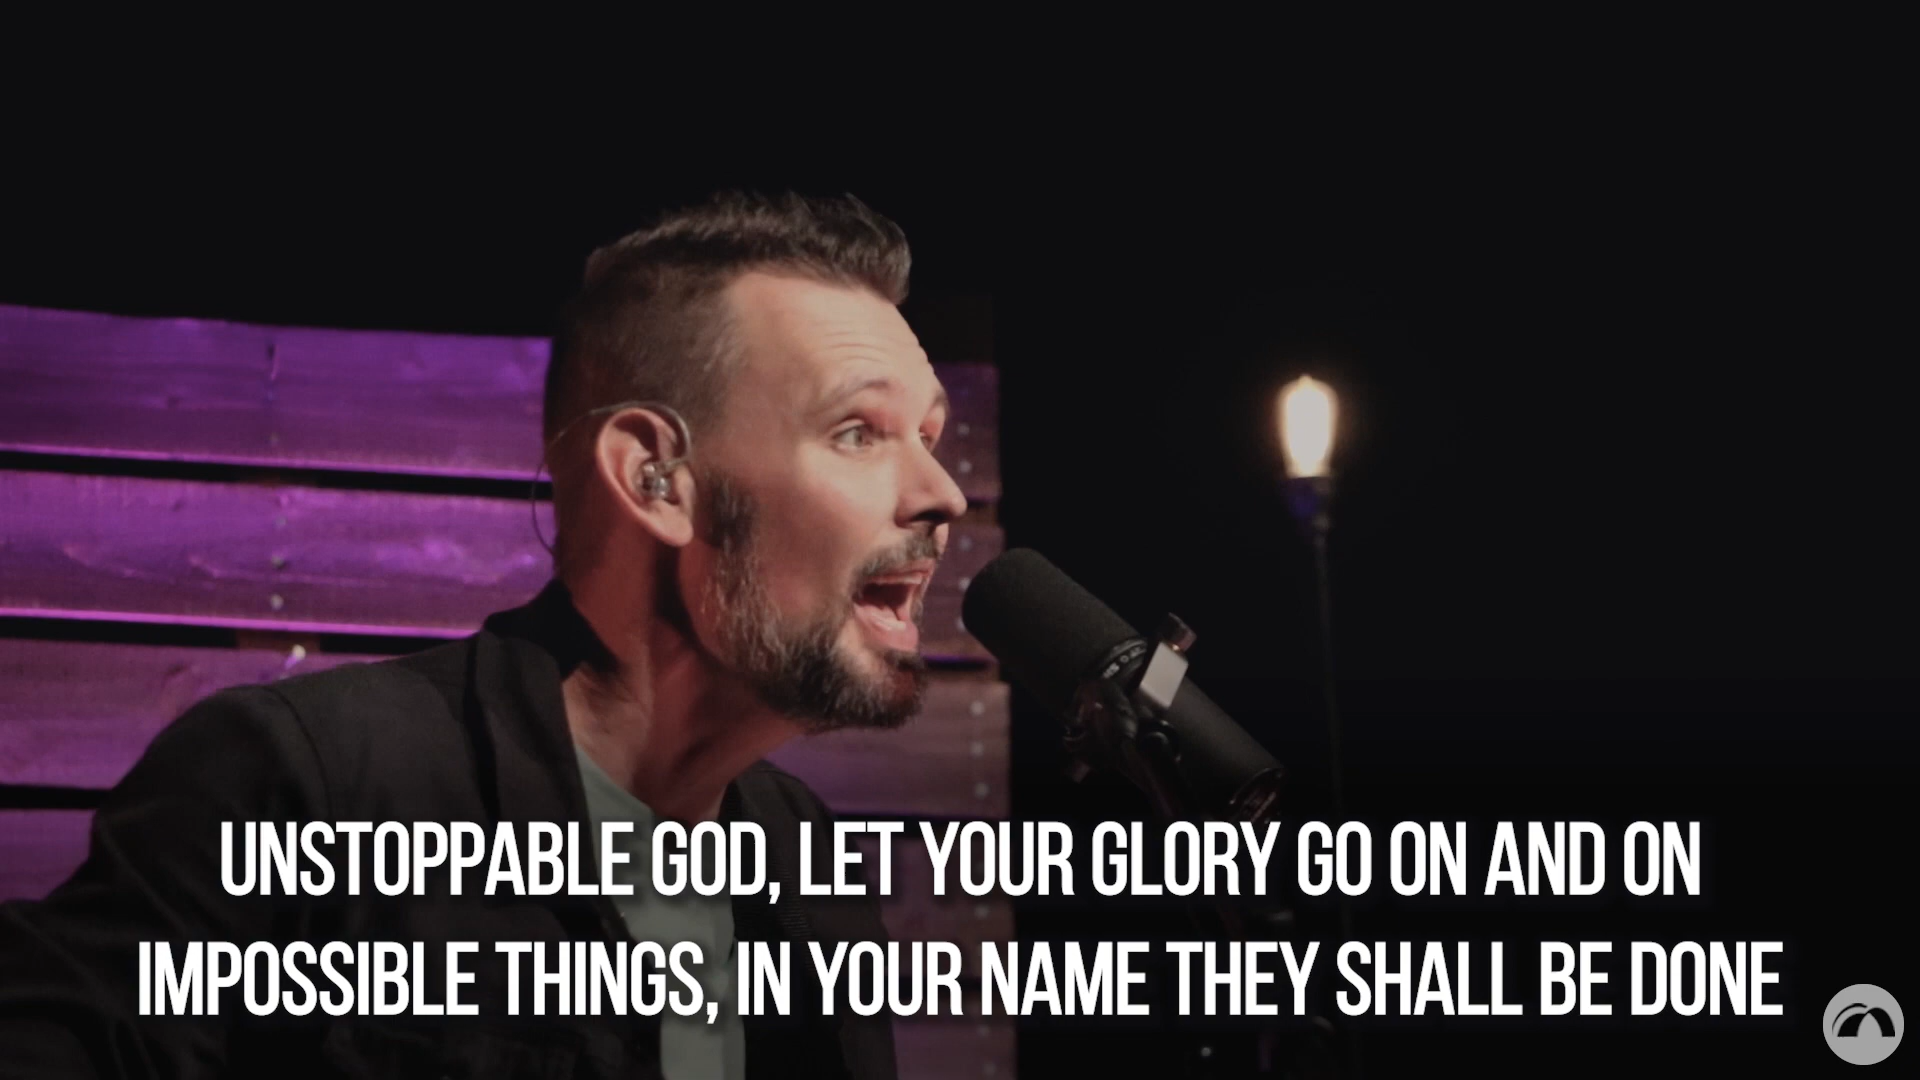 UNSTOPPABLE GOD, LET YOUR GLORY GO ON AND ON
IMPOSSIBLE THINGS, IN YOUR NAME THEY SHALL BE DONE